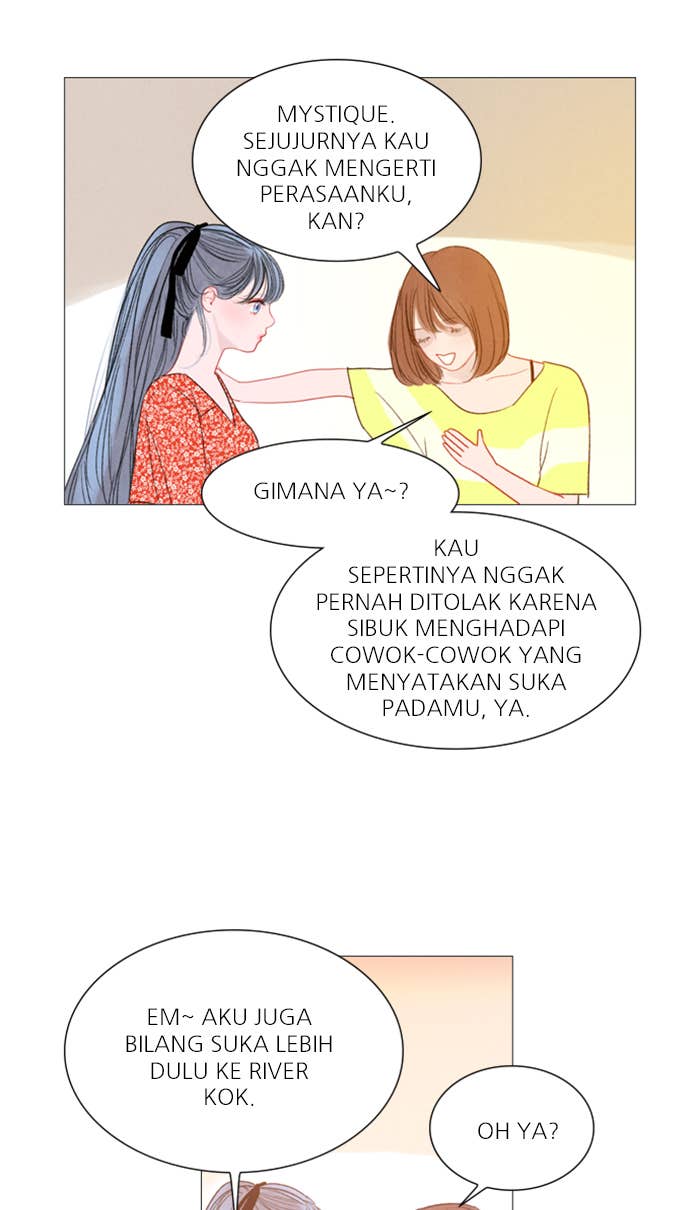 MYSTIQUE.
SEJUJURNYA KAU
NGGAK MENGERTI
PERASAANKU,
KAN?
GIMANA YA~?
KAU
SEPERTINYA NGGAK
PERNAH DITOLAK KARENA
SIBUK MENGHADAPI
COWOK-COWOK YANG
MENYATAKAN SUKA
PADAMU, YA.
EM~ AKU JUGA
BILANG SUKA LEBIH
DULU KE RIVER
KOK.
OH YA?